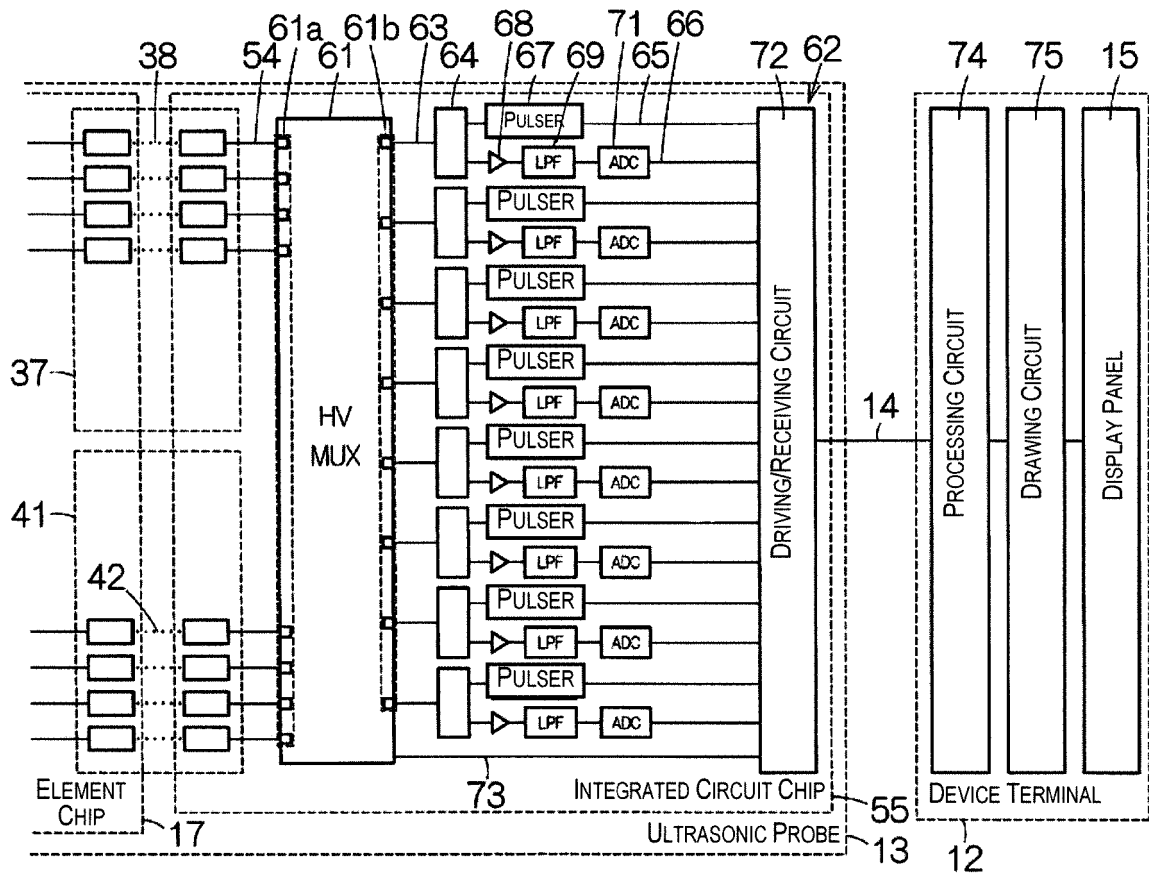 61a 61b 68 71 66 62
38 54 61 63 64 67 69 65 72 74 75 15
PULSER
LPF ADC
PULSER
LPF ADC
PULSER
LPF ADC
37
PULSER
LPF ADC
HV
MUX
14
PULSER
LPF ADC
41
PULSER
LPF ADC
42
PULSER
LPF ADC
PULSER
LPF ADC
DRIVING/RECEIVING CIRCUIT
PROCESSING CIRCUIT
DRAWING CIRCUIT
DISPLAY PANEL
ELEMENT
CHIP
73
INTEGRATED CIRCUIT CHIP
55
DEVICE TERMINAL
17
ULTRASONIC PROBE
13
12